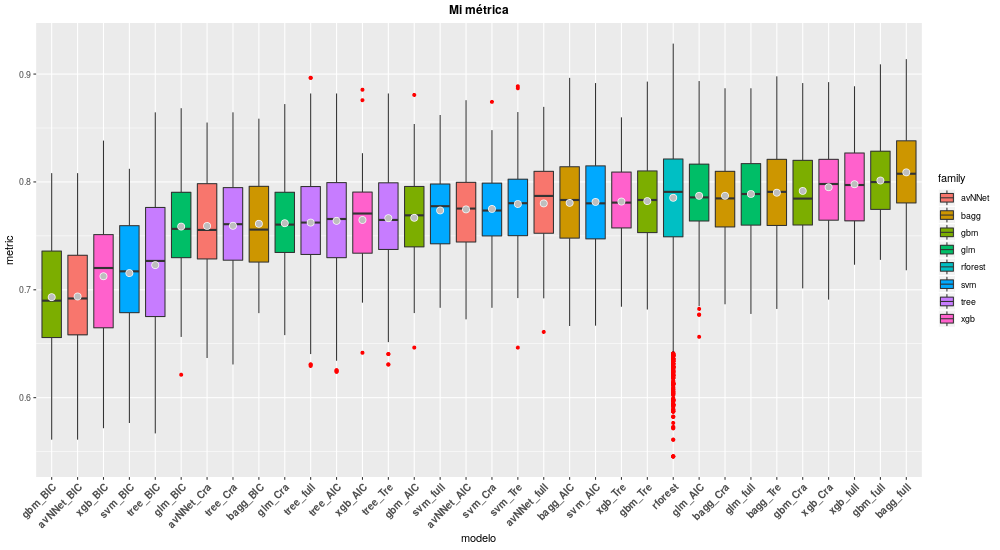 Mi métrica
metric
0.9
0.8
0.7
0.6
gbm_BIC
avNNet_BIC
xgb_BIC
svm_BIC
tree_BIC
glm_BIC
avNNet_Cra
tree_Cra
bagg_BIC
glm_Cra
tree_full
tree_AIC
xgb_AIC
tree_Tre
gbm_AIC
svm_full
avNNet_AIC
svm_Cra
svm_Tre
avNNet_full
bagg_AIC
svm_AIC
xgb_Tre
gbm_Tre
rforest
glm_AIC
bagg_Cra
glm_full
bagg_Tre
gbm_Cra
xgb_Cra
xgb_full
gbm_full
bagg_full
modelo
family
avNNet
bagg
gbm
glm
rforest
svm
tree
xgb